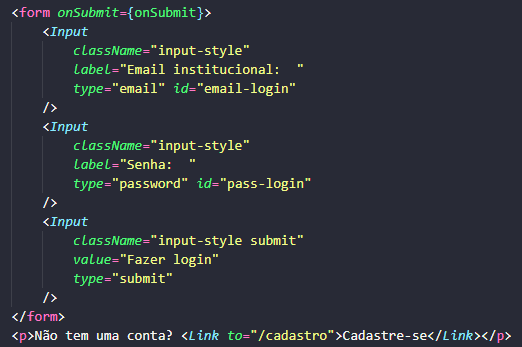 <form onSubmit={onSubmit}>
<Input
className="input-style"
label="Email institucional:  "
type="email" id="email-login"
/>
<Input
className="input-style"
label="Senha:  "
type="password" id="pass-login"
/>
<Input
className="input-style submit"
value="Fazer login"
type="submit"
/>
</form>
<p>Não tem uma conta? <Link to="/cadastro">Cadastre-se</Link></p>